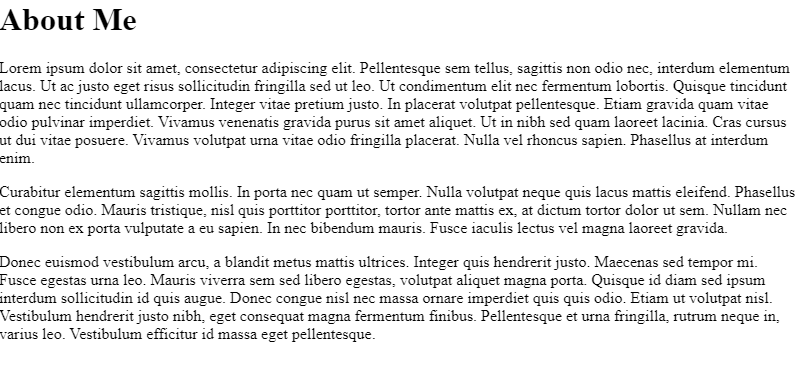 About Me
Lorem ipsum dolor sit amet, consectetur adipiscing elit. Pellentesque sem tellus, sagittis non odio nec, interdum elementum
lacus. Ut ac justo eget risus sollicitudin fringilla sed ut leo. Ut condimentum elit nec fermentum lobortis. Quisque tincidunt
quam nec tincidunt ullamcorper. Integer vitae pretium justo. In placerat volutpat pellentesque. Etiam gravida quam vitae
odio pulvinar imperdiet. Vivamus venenatis gravida purus sit amet aliquet. Ut in nibh sed quam laoreet lacinia. Cras cursus
ut dui vitae posuere. Vivamus volutpat urna vitae odio fringilla placerat. Nulla vel rhoncus sapien. Phasellus at interdum
enim.
Curabitur elementum sagittis mollis. In porta nec quam ut semper. Nulla volutpat neque quis lacus mattis eleifend. Phasellus
et congue odio. Mauris tristique, nisl quis porttitor porttitor, tortor ante mattis ex, at dictum tortor dolor ut sem. Nullam nec
libero non ex porta vulputate a eu sapien. In nec bibendum mauris. Fusce iaculis lectus vel magna laoreet gravida.
Donec euismod vestibulum arcu, a blandit metus mattis ultrices. Integer quis hendrerit justo. Maecenas sed tempor mi.
Fusce egestas urna leo. Mauris viverra sem sed libero egestas, volutpat aliquet magna porta. Quisque id diam sed ipsum
interdum sollicitudin id quis augue. Donec congue nisl nec massa ornare imperdiet quis quis odio. Etiam ut volutpat nisl.
Vestibulum hendrerit justo nibh, eget consequat magna fermentum finibus. Pellentesque et urna fringilla, rutrum neque in,
varius leo. Vestibulum efficitur id massa eget pellentesque.